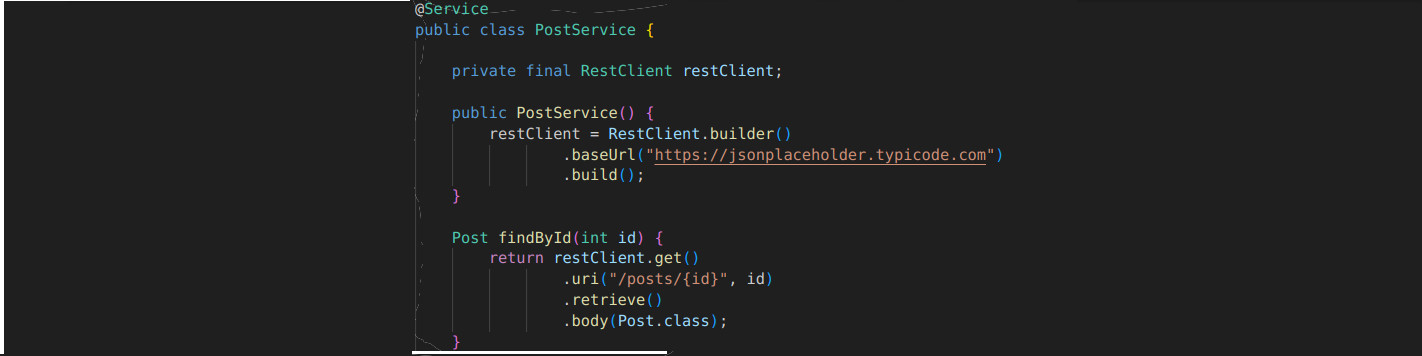 @Service
public class PostService {
private final RestClient restClient;
public PostService() {
restClient = RestClient.builder()
.baseUrl("https://jsonplaceholder.typicode.com")
.build();
}
Post findById(int id) {
return restClient.get()
.uri("/posts/{id}", id)
.retrieve()
.body(Post.class);
}